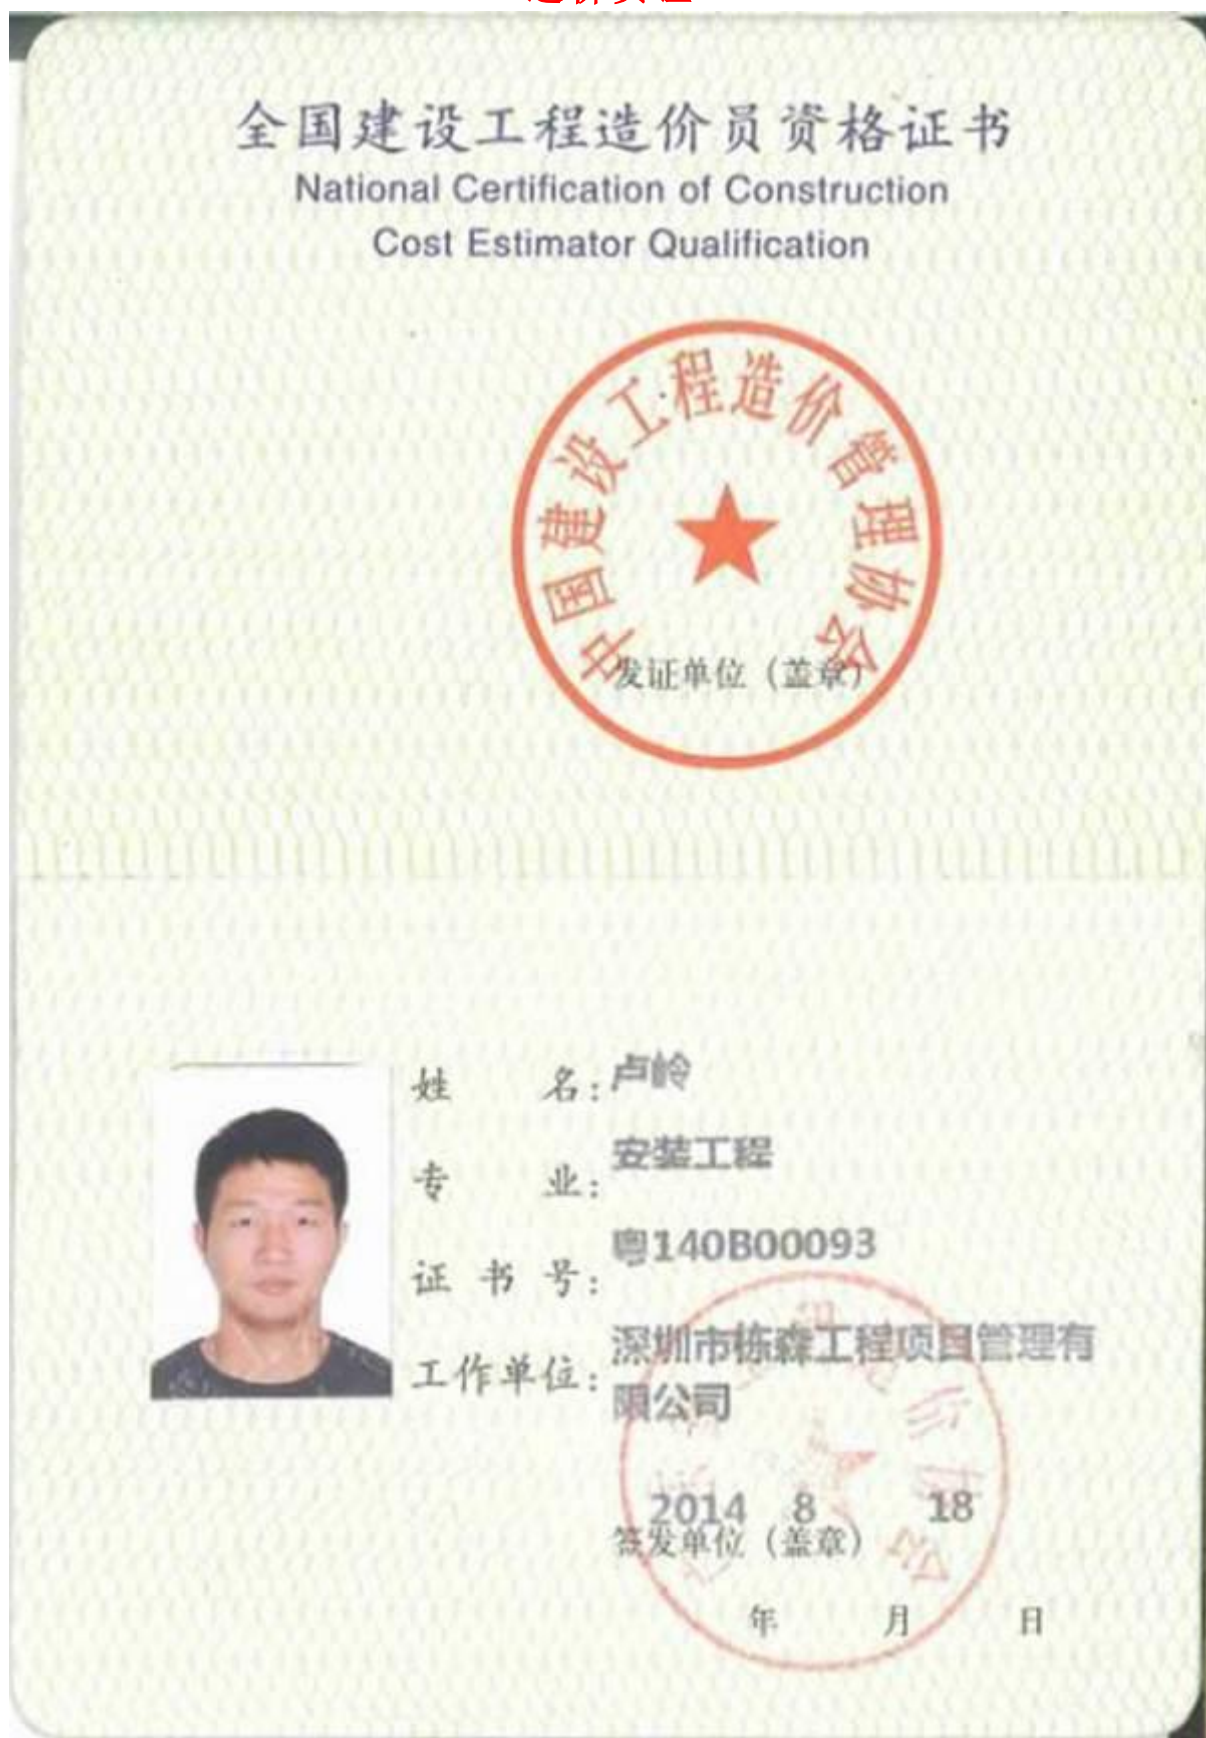 全国建设工程造价员资格证书
National Certification of Construction
Cost Estimator Qualification
中国建设工程造价管理协会
发证单位（盖章）
姓 名：卢岭
专 业：安装工程
证 书 号：粤140B00093
工作单位：深圳市栋森工程项目管理有
限公司
2014 8 18
签发单位（盖章）
年 月 日